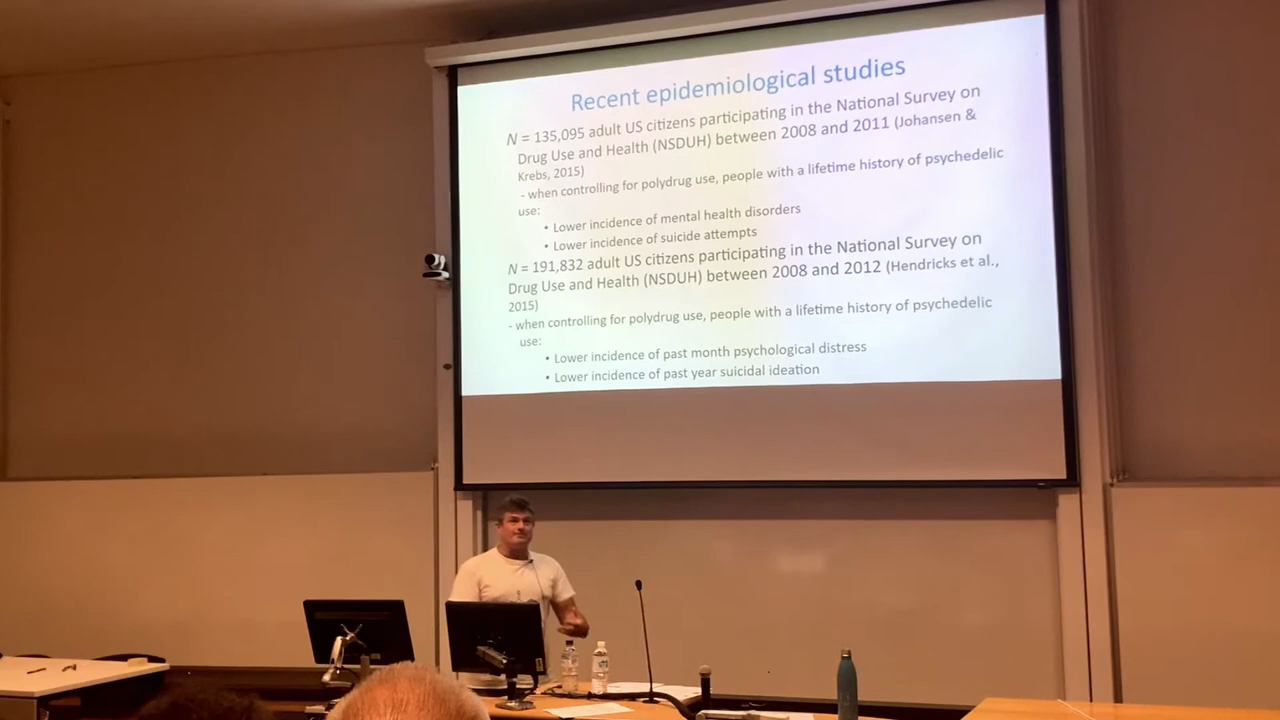 Recent epidemiological studies
N = 135,095 adult US citizens participating in the National Survey on
Drug Use and Health (NSDUH) between 2008 and 2011 (Johansen &
Krebs, 2015)
- when controlling for polydrug use, people with a lifetime history of psychedelic
use:
• Lower incidence of mental health disorders
• Lower incidence of suicide attempts
N = 191,832 adult US citizens participating in the National Survey on
Drug Use and Health (NSDUH) between 2008 and 2012 (Hendricks et al.,
2015)
- when controlling for polydrug use, people with a lifetime history of psychedelic
use:
• Lower incidence of past month psychological distress
• Lower incidence of past year suicidal ideation